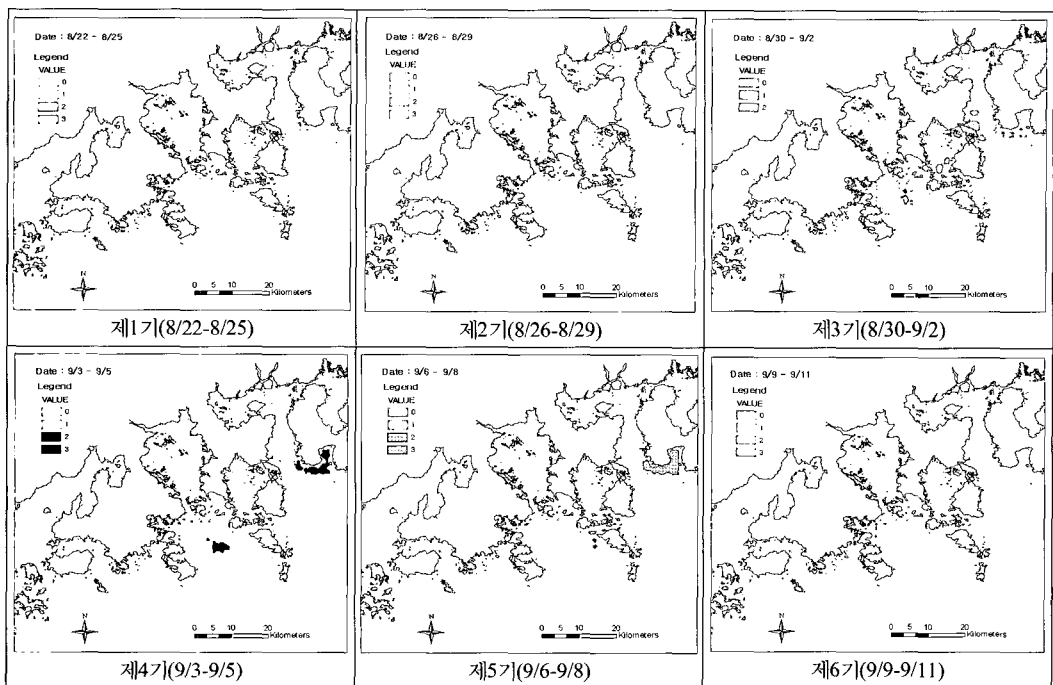 Date : 8/22 - 8/25
Legend
VALUE
0
1
2
3
N
0 5 10 20
Kilometers
제1기(8/22-8/25)
Date : 8/26 - 8/29
Legend
VALUE
0
1
2
3
N
0 5 10 20
Kilometers
제2기(8/26-8/29)
Date : 8/30 - 9/2
Legend
VALUE
0
1
2
N
0 5 10 20
Kilometers
제3기(8/30-9/2)
Date : 9/3 - 9/5
Legend
VALUE
0
1
2
3
N
0 5 10 20
Kilometers
제4기(9/3-9/5)
Date : 9/6 - 9/8
Legend
VALUE
0
1
2
3
N
0 5 10 20
Kilometers
제5기(9/6-9/8)
Date : 9/9 - 9/11
Legend
VALUE
0
1
2
3
N
0 5 10 20
Kilometers
제6기(9/9-9/11)